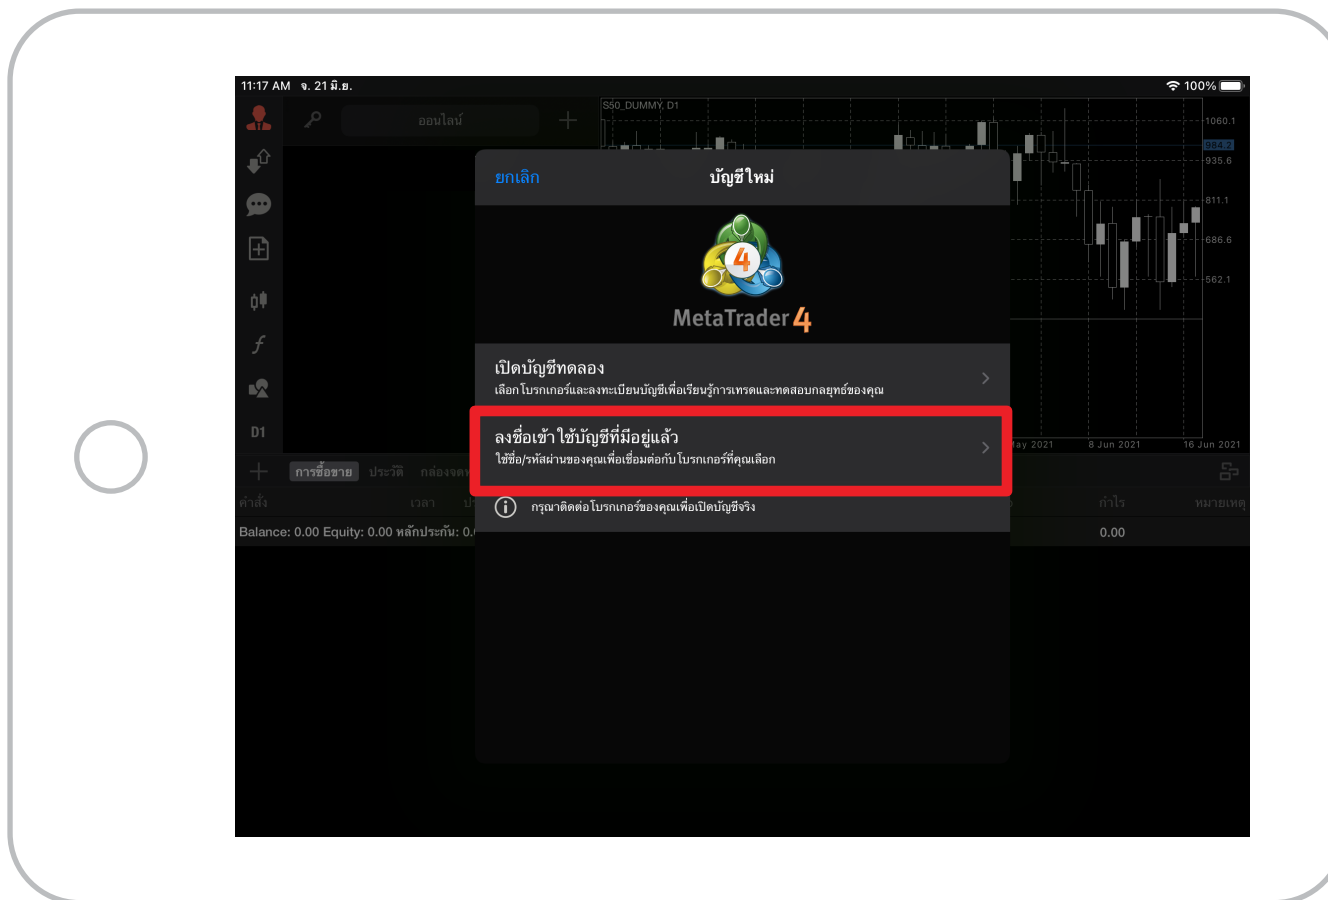 11:17 AM จ. 21 มิ.ย.
100%
ออนไลน์
S50_DUMMY, D1
1060.1
984.2
935.6
811.1
686.6
562.1
ยกเลิก
บัญชีใหม่
4
MetaTrader 4
เปิดบัญชีทดลอง
เลือกโบรกเกอร์และลงทะเบียนบัญชีเพื่อเรียนรู้การเทรดและทดสอบกลยุทธ์ของคุณ
ลงชื่อเข้าใช้บัญชีที่มีอยู่แล้ว
ใช้ชื่อ/รหัสผ่านของคุณเพื่อเชื่อมต่อกับโบรกเกอร์ที่คุณเลือก
D1
May 2021 8 Jun 2021 16 Jun 2021
การซื้อขาย ประวัติ กล่องจดห
คำสั่ง เวลา กำไร หมายเหตุ
กรุณาติดต่อโบรกเกอร์ของคุณเพื่อเปิดบัญชีจริง
Balance: 0.00 Equity: 0.00 หลักประกัน: 0. 0.00